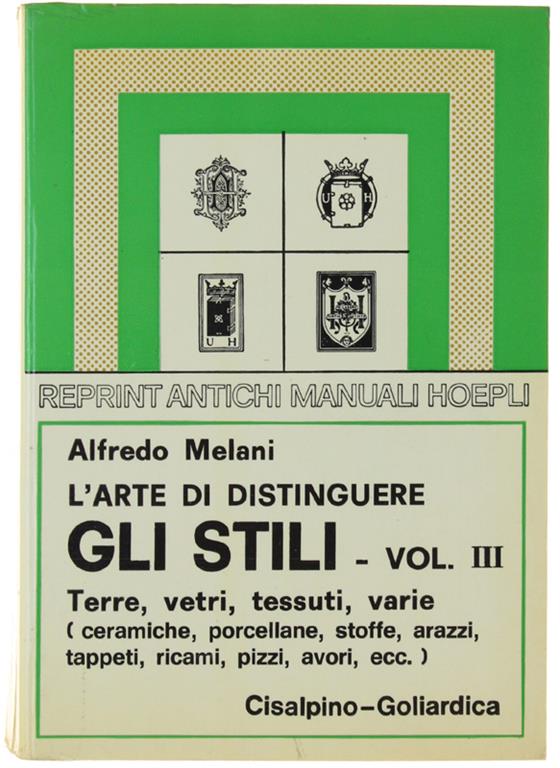 U H
U H
REPRINT ANTICHI MANUALI HOEPLI
Alfredo Melani
L'ARTE DI DISTINGUERE
GLI STILI - VOL. III
Terre, vetri, tessuti, varie
( ceramiche, porcellane, stoffe, arazzi,
tappeti, ricami, pizzi, avori, ecc. )
Cisalpino-Goliardica